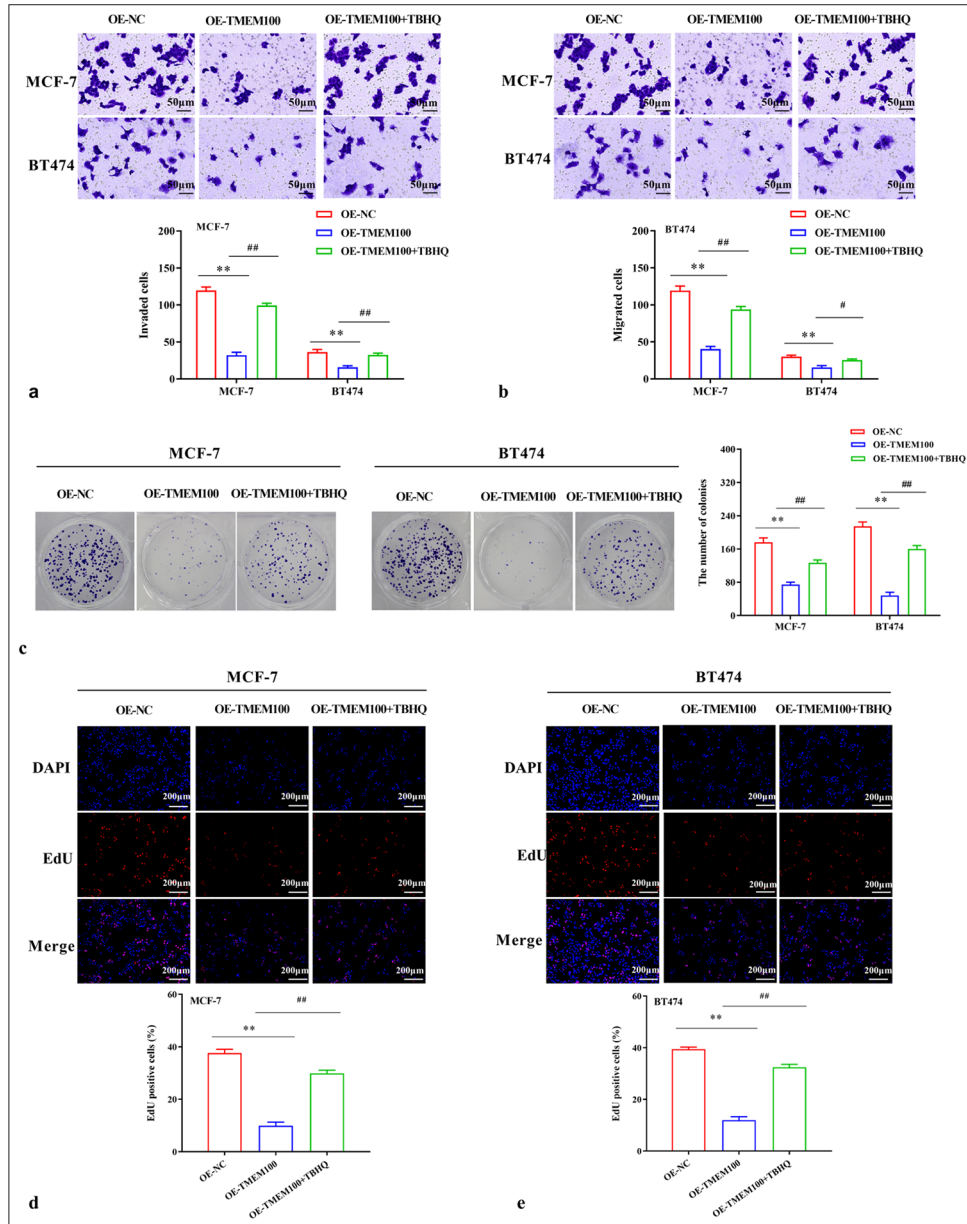 OE-NC OE-TMEM100 OE-TMEM100+TBHQ
MCF-7
50µm 50µm 50µm
BT474
50µm 50µm 50µm
MCF-7
OE-NC
OE-TMEM100
OE-TMEM100+TBHQ
Invaded cells
200
150
100
50
0
** ##
** ##
MCF-7 BT474
a
OE-NC OE-TMEM100 OE-TMEM100+TBHQ
MCF-7
50µm 50µm 50µm
BT474
50µm 50µm 50µm
BT474
OE-NC
OE-TMEM100
OE-TMEM100+TBHQ
Migrated cells
200
150
100
50
0
** ##
** #
MCF-7 BT474
b
MCF-7
OE-NC OE-TMEM100 OE-TMEM100+TBHQ
BT474
OE-NC OE-TMEM100 OE-TMEM100+TBHQ
OE-NC
OE-TMEM100
OE-TMEM100+TBHQ
The number of colonies
400
240
160
80
0
** ##
** ##
MCF-7 BT474
c
MCF-7
OE-NC OE-TMEM100 OE-TMEM100+TBHQ
DAPI
200µm 200µm 200µm
EdU
200µm 200µm 200µm
Merge
200µm 200µm 200µm
MCF-7
EdU positive cells (%)
60
40
20
0
** ##
OE-NC OE-TMEM100 OE-TMEM100+TBHQ
d
BT474
OE-NC OE-TMEM100 OE-TMEM100+TBHQ
DAPI
200µm 200µm 200µm
EdU
200µm 200µm 200µm
Merge
200µm 200µm 200µm
BT474
EdU positive cells (%)
60
40
20
0
** ##
OE-NC OE-TMEM100 OE-TMEM100+TBHQ
e